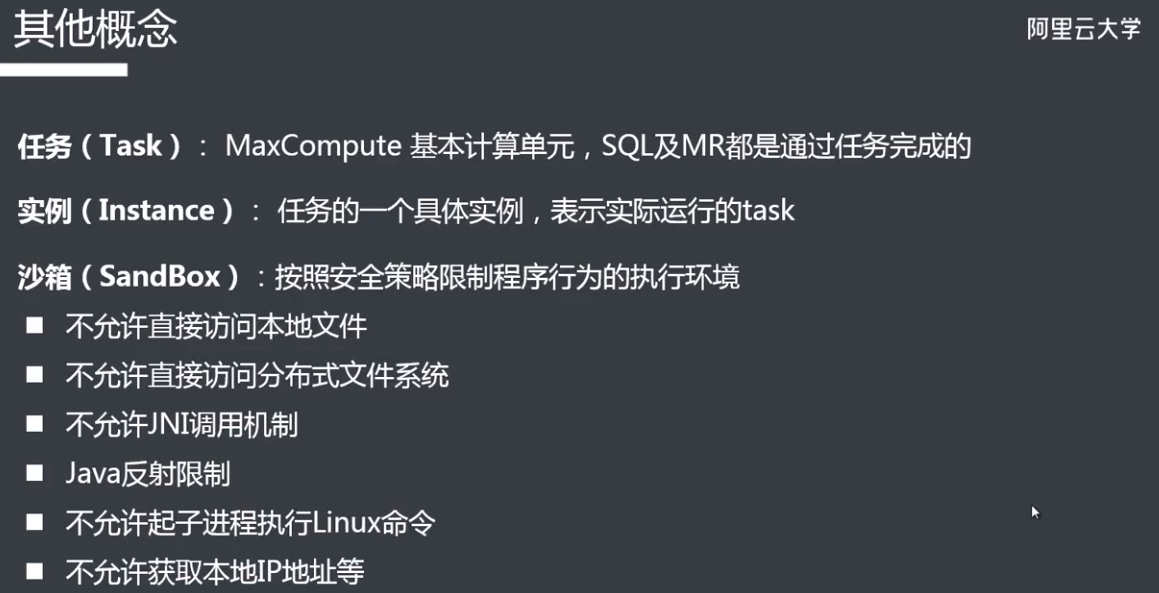 其他概念
阿里云大学
任务（Task）： MaxCompute 基本计算单元，SQL及MR都是通过任务完成的
实例（Instance）： 任务的一个具体实例，表示实际运行的task
沙箱（SandBox）：按照安全策略限制程序行为的执行环境
■ 不允许直接访问本地文件
■ 不允许直接访问分布式文件系统
■ 不允许JNI调用机制
■ Java反射限制
■ 不允许起子进程执行Linux命令
■ 不允许获取本地IP地址等